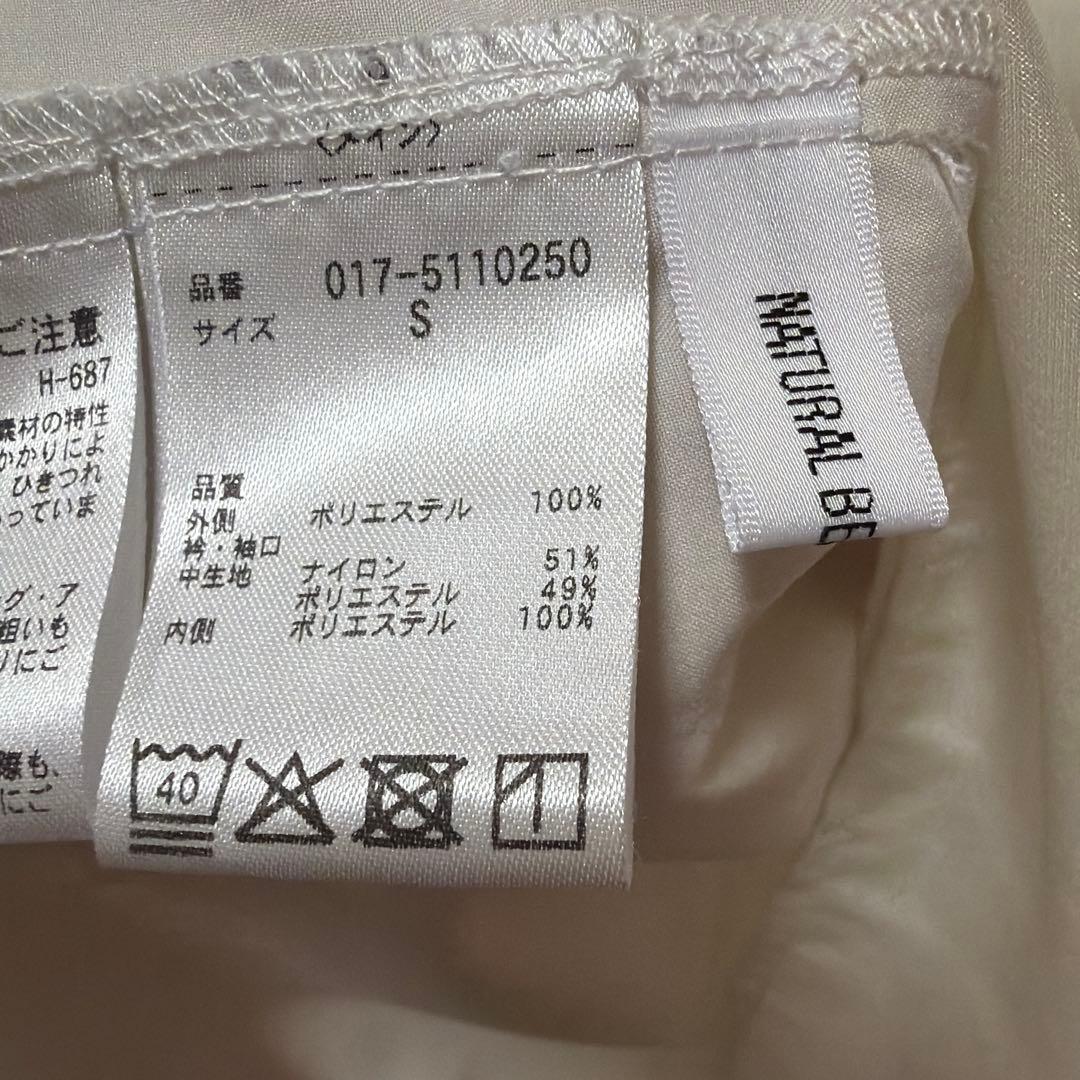 ご注意
H-687
素材の特性
かかりによ
ひきつれ
っていま
グ・ア
粗いも
りにご
際も、
にご
〈メイン〉
品番 017-5110250
サイズ S
品質
外側 ポリエステル 100%
衿・袖口
中生地 ナイロン 51%
ポリエステル 49%
内側 ポリエステル 100%
40
NATURAL BE